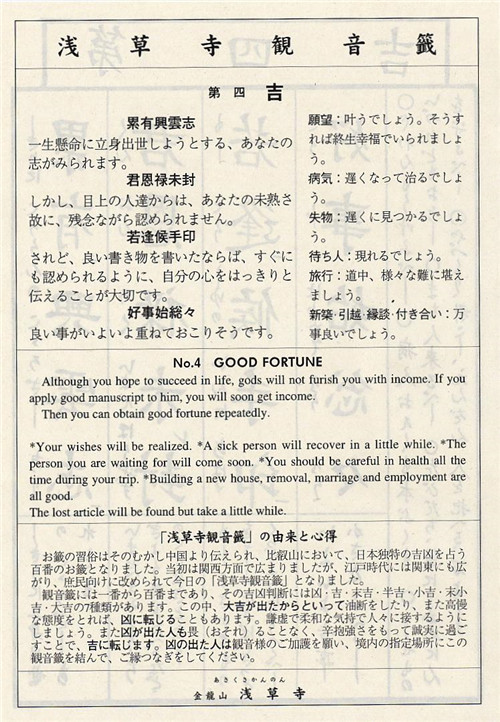 浅草寺観音籤
第四 吉
累有興雲志
一生懸命に立身出世しようとする、あなたの
志がみられます。
君恩禄未封
しかし、目上の人達からは、あなたの未熟さ
故に、残念ながら認められません。
若逢候手印
されど、良い書き物を書いたならば、すぐに
も認められるように、自分の心をはっきりと
伝えることが大切です。
好事始総々
良い事がいよいよ重ねておこりそうです。
願望：叶うでしょう。そうす
れば終生幸福でいられましょ
う。
病気：遅くなって治るでしょ
う。
失物：遅くに見つかるでしょ
う。
待ち人：現れるでしょう。
旅行：道中、様々な難に堪え
ましょう。
新築・引越・縁談・付き合い：万
事良いでしょう。
No.4 GOOD FORTUNE
Although you hope to succeed in life, gods will not furish you with income. If you
apply good manuscript to him, you will soon get income.
Then you can obtain good fortune repeatedly.
*Your wishes will be realized. *A sick person will recover in a little while. *The
person you are waiting for will come soon. *You should be careful in health all the
time during your trip. *Building a new house, removal, marriage and employment are
all good.
The lost article will be found but take a little while.
「浅草寺観音籤」の由来と心得
お籤の習俗はそのむかし中国より伝えられ、比叡山において、日本独特の吉凶を占う
百番のお籤となりました。当初は関西方面で広まりましたが、江戸時代には関東にも広
がり、庶民向けに改められて今日の「浅草寺観音籤」となりました。
観音籤には一番から百番まであり、その吉凶判断には凶・吉・末吉・半吉・小吉・末小
吉・大吉の7種類があります。この中、大吉が出たからといって油断をしたり、また高慢
な態度をとれば、凶に転じることもあります。謙虚で柔和な気持で人々に接するように
しましょう。また凶が出た人も畏（おそれ）ることなく、辛抱強さをもって誠実に過ご
すことで、吉に転じます。凶の出た人は観音様のご加護を願い、境内の指定場所にこの
観音籤を結んで、ご縁つなぎをしてください。
あさくさかんのん
金龍山 浅草寺